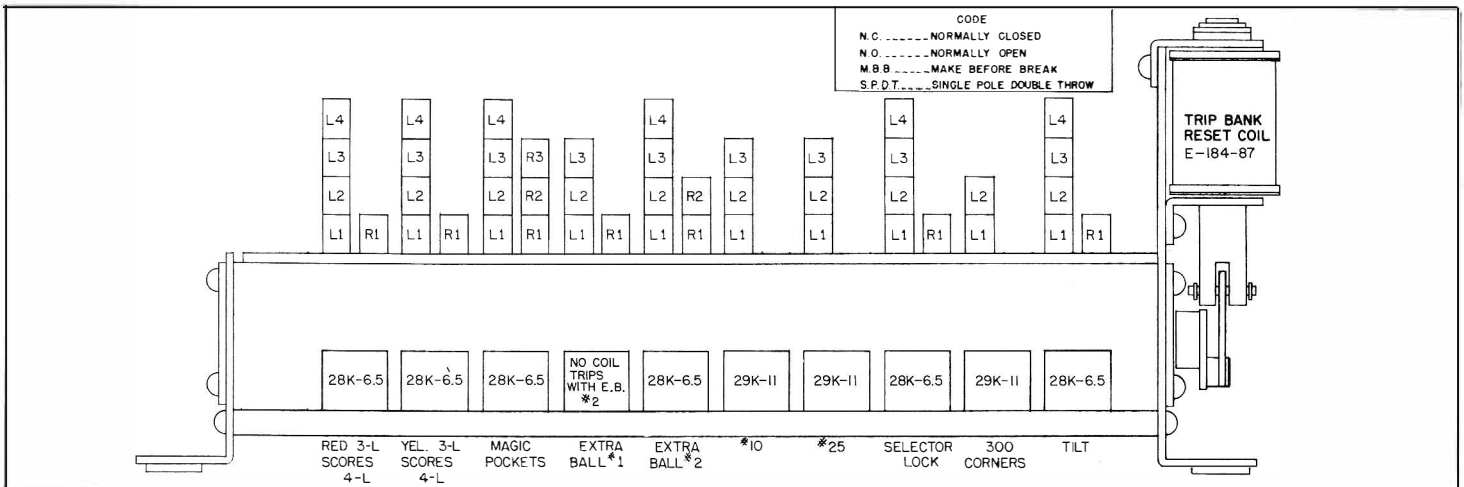 CODE
N.C. ------ NORMALLY CLOSED
N O. ------ NORMALLY OPEN
M.B.B ----- MAKE BEFORE BREAK
S.P.D.T. ----- SINGLE POLE DOUBLE THROW
TRIP BANK
RESET COIL
E-184-87
L4 L4 L4 L4 L4 L4
L3 L3 L3 R3 L3 L3 L3 L3 L3 L3
L2 L2 L2 R2 L2 L2 R2 L2 L2 L2 L2 L2
L1 R1 L1 R1 L1 R1 L1 R1 L1 R1 L1 L1 L1 R1 L1 L1 R1
28K-6.5
28K-6.5
28K-6.5
NO COIL
TRIPS
WITH E.B.
#2
28K-6.5
29K-11
29K-11
28K-6.5
29K-11
28K-6.5
RED 3-L
SCORES
4-L
YEL. 3-L
SCORES
4-L
MAGIC
POCKETS
EXTRA
BALL #1
EXTRA
BALL #2
#10
#25
SELECTOR
LOCK
300
CORNERS
TILT